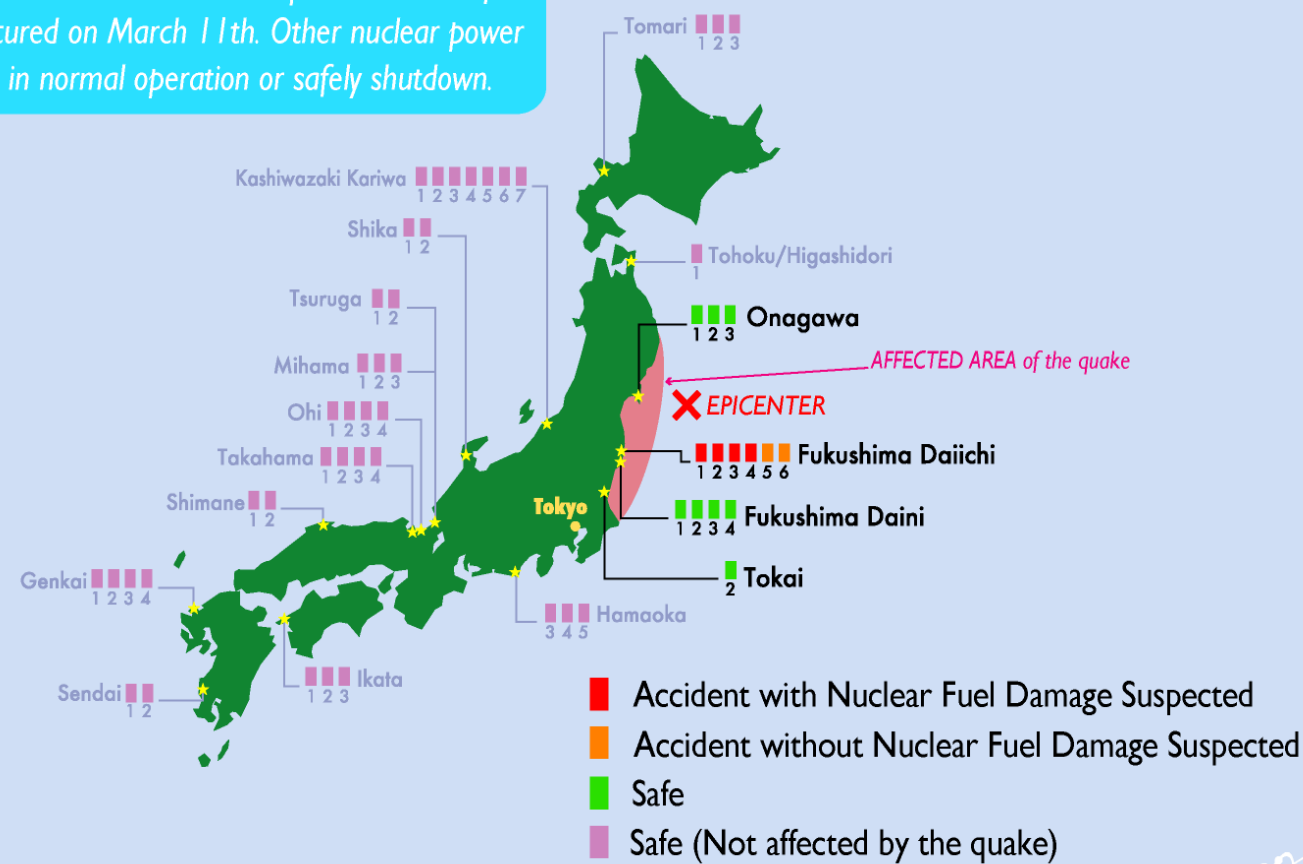 cured on March 11th. Other nuclear power
in normal operation or safely shutdown.
Tomari
1 2 3
Kashiwazaki Kariwa
1 2 3 4 5 6 7
Shika
1 2
Tohoku/Higashidori
1
Tsuruga
1 2
Onagawa
1 2 3
Mihama
1 2 3
AFFECTED AREA of the quake
EPICENTER
Ohi
1 2 3 4
Takahama
1 2 3 4
Fukushima Daiichi
1 2 3 4 5 6
Shimane
1 2
Tokyo
Fukushima Daini
1 2 3 4
Genkai
1 2 3 4
Tokai
2
Hamaoka
3 4 5
Ikata
1 2 3
Sendai
1 2
Accident with Nuclear Fuel Damage Suspected
Accident without Nuclear Fuel Damage Suspected
Safe
Safe (Not affected by the quake)